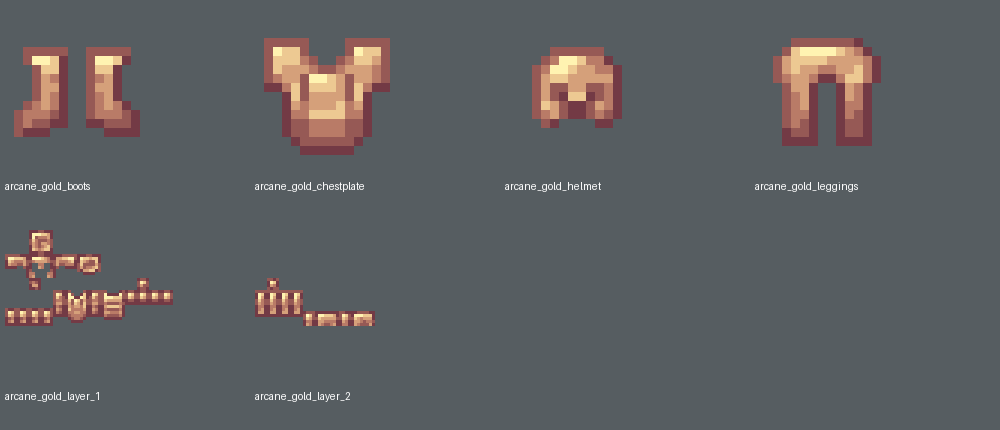 arcane_gold_boots
arcane_gold_chestplate
arcane_gold_helmet
arcane_gold_leggings
arcane_gold_layer_1
arcane_gold_layer_2